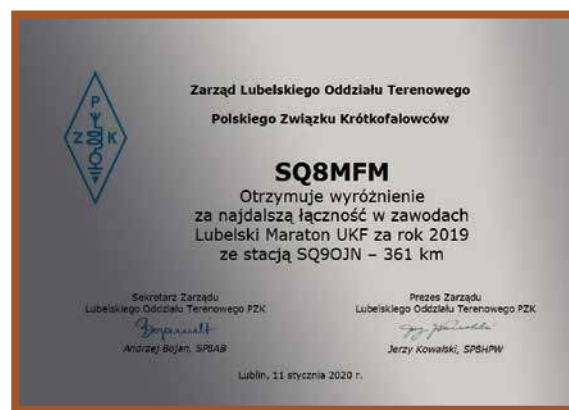 P
Z K
Zarząd Lubelskiego Oddziału Terenowego
Polskiego Związku Krótkofalowców
SQ8MFM
Otrzymuje wyróżnienie
za najdalszą łączność w zawodach
Lubelski Maraton UKF za rok 2019
ze stacją SQ9OJN – 361 km
Sekretarz Zarządu
Lubelskiego Oddziału Terenowego PZK
Andrzej Bojan, SP8AB
Prezes Zarządu
Lubelskiego Oddziału Terenowego PZK
Jerzy Kowalski, SP8HPW
Lublin, 11 stycznia 2020 r.